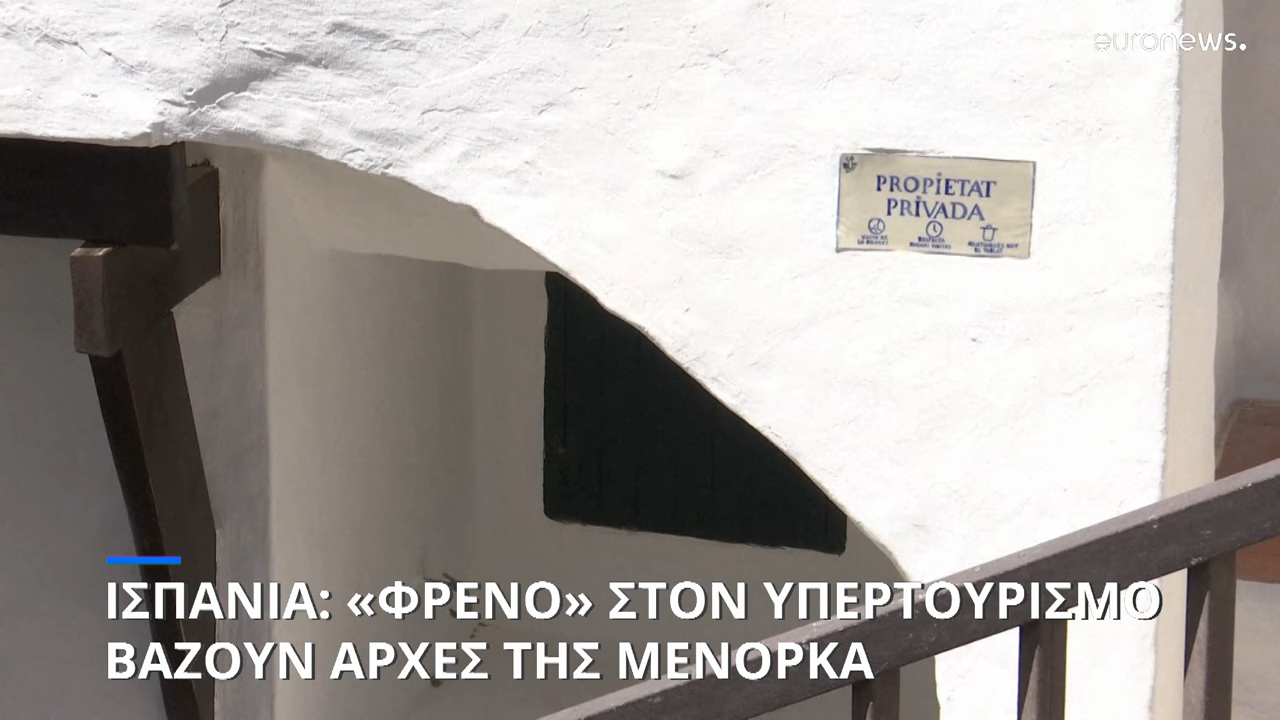 euronews.
PROPIETAT
PRIVADA
ΙΣΠΑΝΙΑ: «ΦΡΕΝΟ» ΣΤΟΝ ΥΠΕΡΤΟΥΡΙΣΜΟ
ΒΑΖΟΥΝ ΑΡΧΕΣ ΤΗΣ ΜΕΝΟΡΚΑ